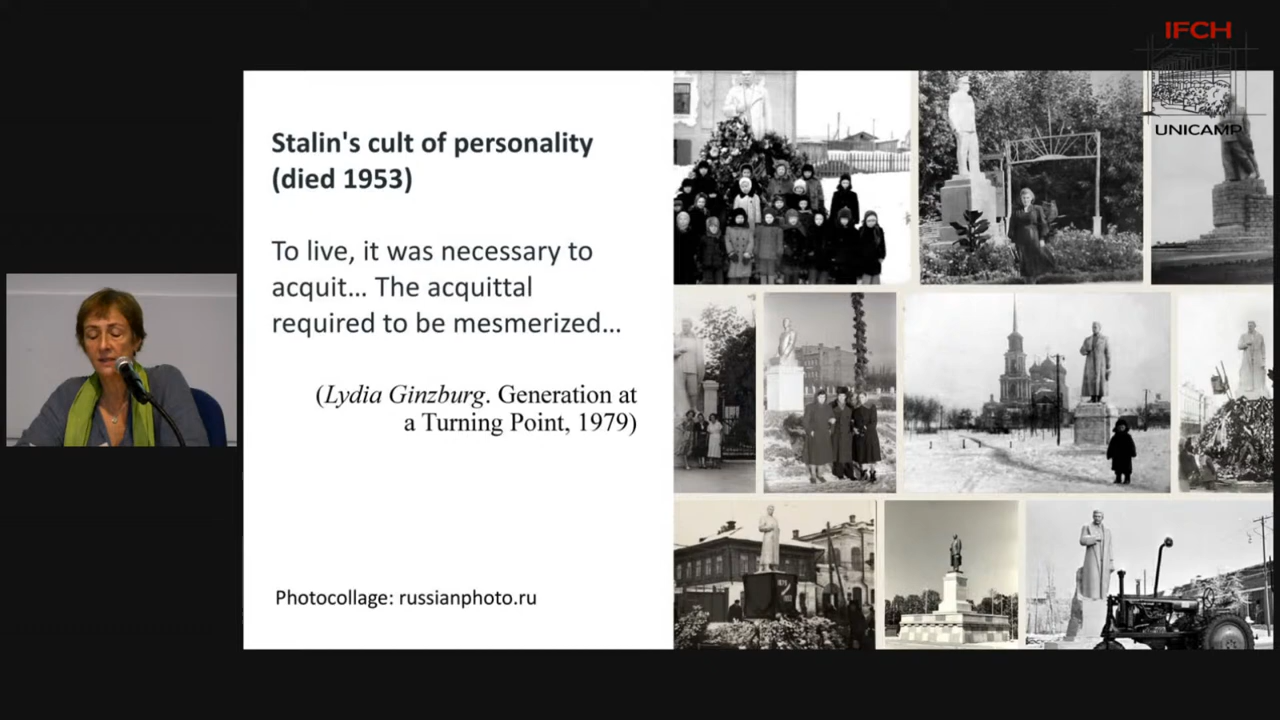 IFCH
UNICAMP
Stalin's cult of personality
(died 1953)
To live, it was necessary to
acquit... The acquittal
required to be mesmerized...
(Lydia Ginzburg. Generation at
a Turning Point, 1979)
Photocollage: russianphoto.ru